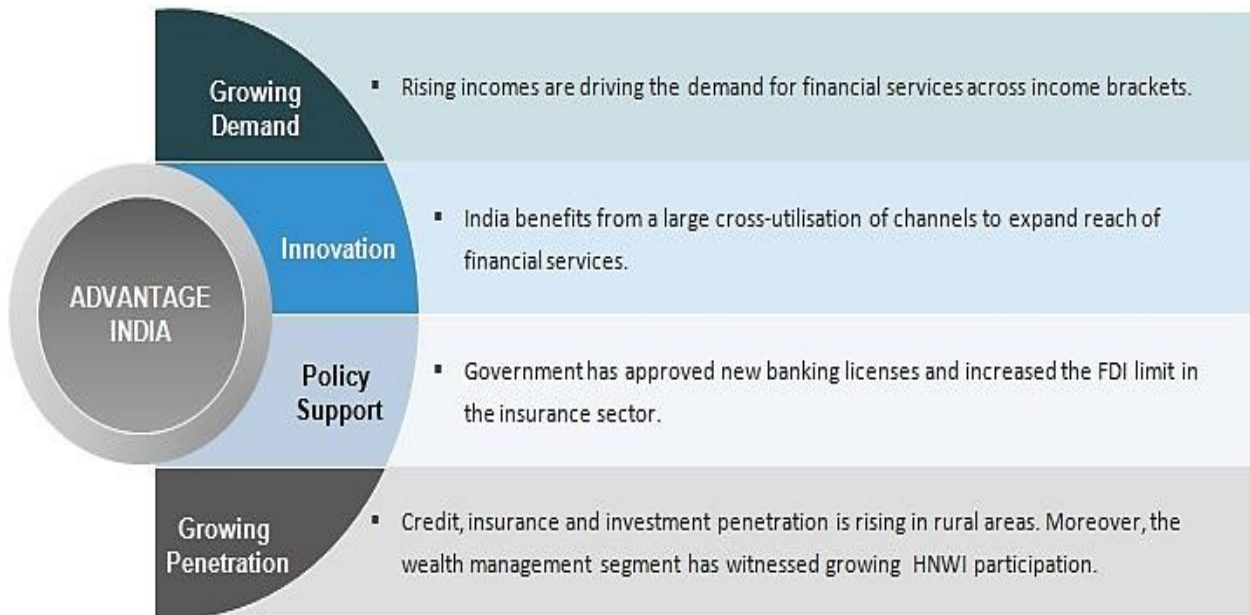 Growing
Demand
▪ Rising incomes are driving the demand for financial services across income brackets.
Innovation
▪ India benefits from a large cross-utilisation of channels to expand reach of
financial services.
ADVANTAGE
INDIA
Policy
Support
▪ Government has approved new banking licenses and increased the FDI limit in
the insurance sector.
Growing
Penetration
▪ Credit, insurance and investment penetration is rising in rural areas. Moreover, the
wealth management segment has witnessed growing HNWI participation.